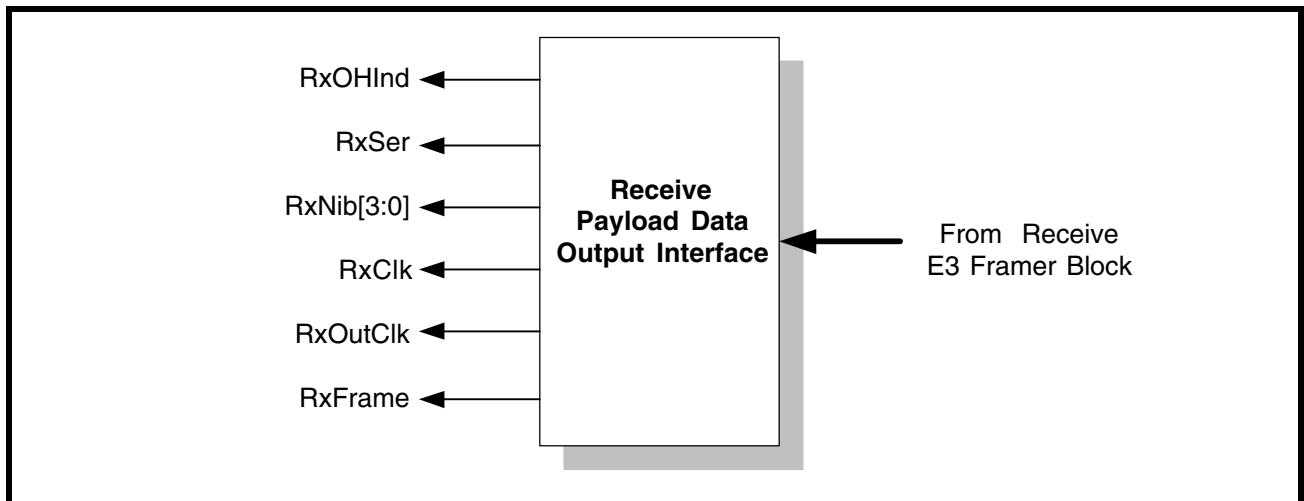 RxOHInd
RxSer
RxNib[3:0]
RxClk
RxOutClk
RxFrame
Receive
Payload Data
Output Interface
From Receive
E3 Framer Block